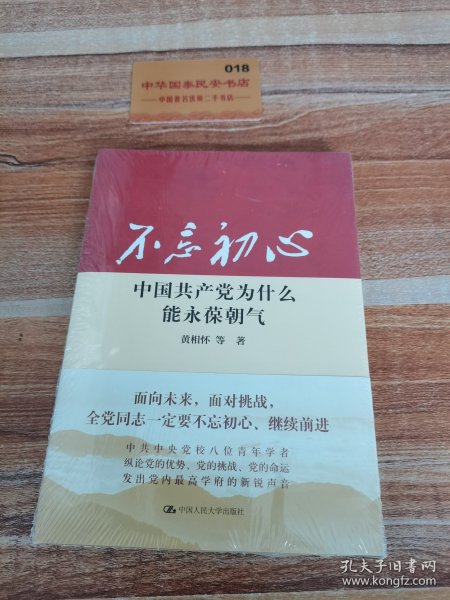 018
中华国泰民安书店
中国著名连锁二手书店
不忘初心
中国共产党为什么
能永葆朝气
黄相怀 等 著
面向未来，面对挑战，
全党同志一定要不忘初心、继续前进
中共中央党校八位青年学者
纵论党的优势、党的挑战、党的命运
发出党内最高学府的新锐声音
中国人民大学出版社
孔夫子旧书网
www.kongfz.com